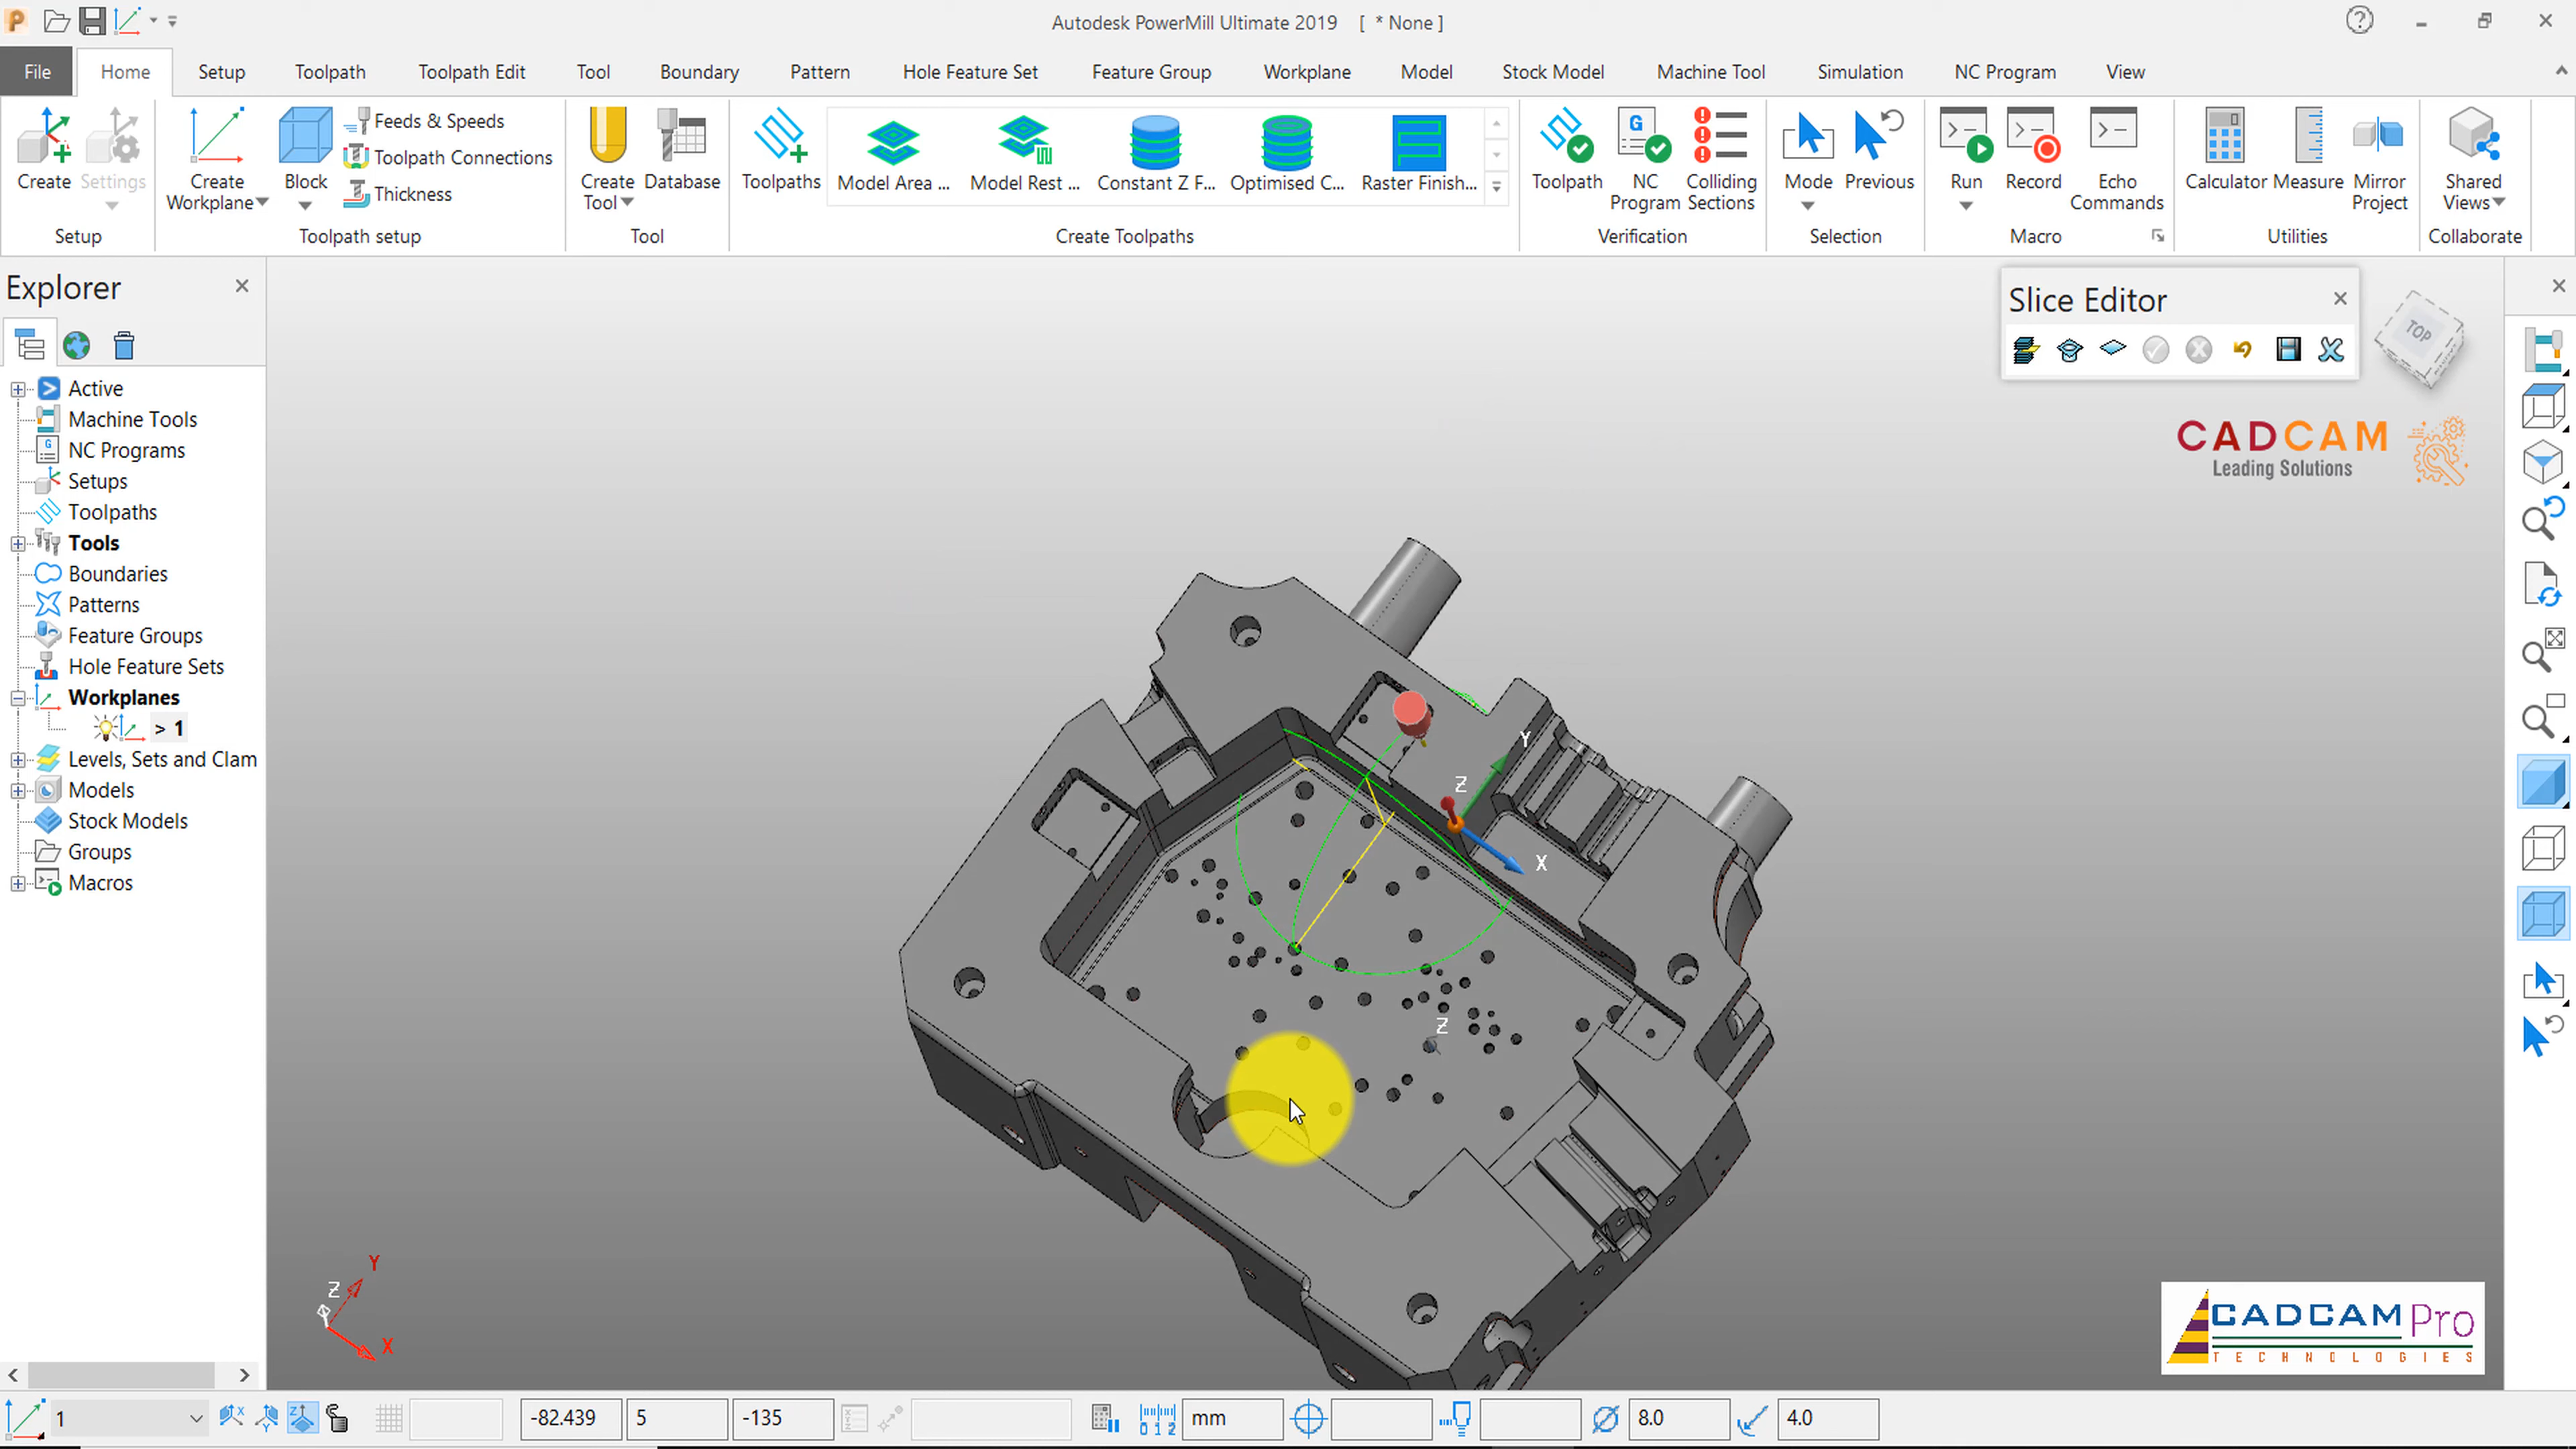 Autodesk PowerMill Ultimate 2019 [ * None ]
File Home Setup Toolpath Toolpath Edit Tool Boundary Pattern Hole Feature Set Feature Group Workplane Model Stock Model Machine Tool Simulation NC Program View
Create
Settings
Setup
Create
Workplane
Block
Feeds & Speeds
Toolpath Connections
Thickness
Toolpath setup
Create
Tool
Database
Tool
Toolpaths
Model Area ...
Model Rest ...
Constant Z F...
Optimised C...
Raster Finish...
Create Toolpaths
Toolpath
NC
Program
Colliding
Sections
Verification
Mode
Previous
Selection
Run
Record
Echo
Commands
Macro
Calculator
Measure
Mirror
Project
Utilities
Shared
Views
Collaborate
Explorer
Active
Machine Tools
NC Programs
Setups
Toolpaths
Tools
Boundaries
Patterns
Feature Groups
Hole Feature Sets
Workplanes
> 1
Levels, Sets and Clam
Models
Stock Models
Groups
Macros
Slice Editor
TOP
CADCAM
Leading Solutions
Y
Z
X
Z
Y
Z
X
CADCAM Pro
TECHNOLOGIES
1
-82.439
5
-135
mm
8.0
4.0